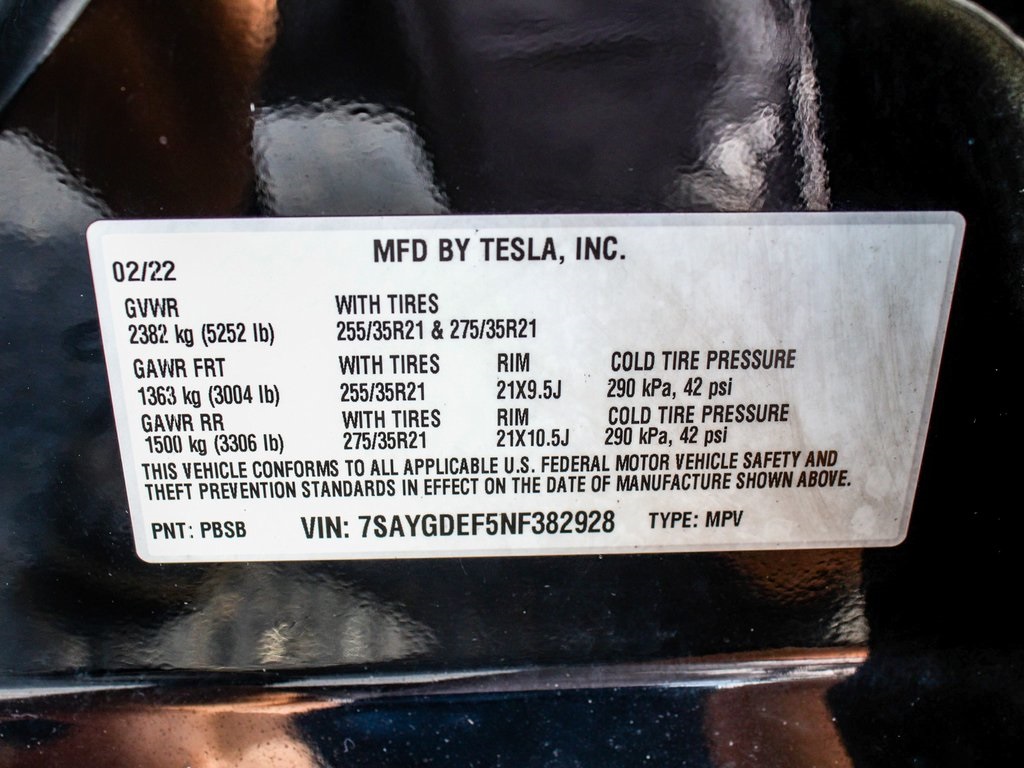 MFD BY TESLA, INC.
02/22
GVWR WITH TIRES
2382 kg (5252 lb) 255/35R21 & 275/35R21
GAWR FRT WITH TIRES RIM COLD TIRE PRESSURE
1363 kg (3004 lb) 255/35R21 21X9.5J 290 kPa, 42 psi
GAWR RR WITH TIRES RIM COLD TIRE PRESSURE
1500 kg (3306 lb) 275/35R21 21X10.5J 290 kPa, 42 psi
THIS VEHICLE CONFORMS TO ALL APPLICABLE U.S. FEDERAL MOTOR VEHICLE SAFETY AND
THEFT PREVENTION STANDARDS IN EFFECT ON THE DATE OF MANUFACTURE SHOWN ABOVE.
PNT: PBSB VIN: 7SAYGDEF5NF382928 TYPE: MPV